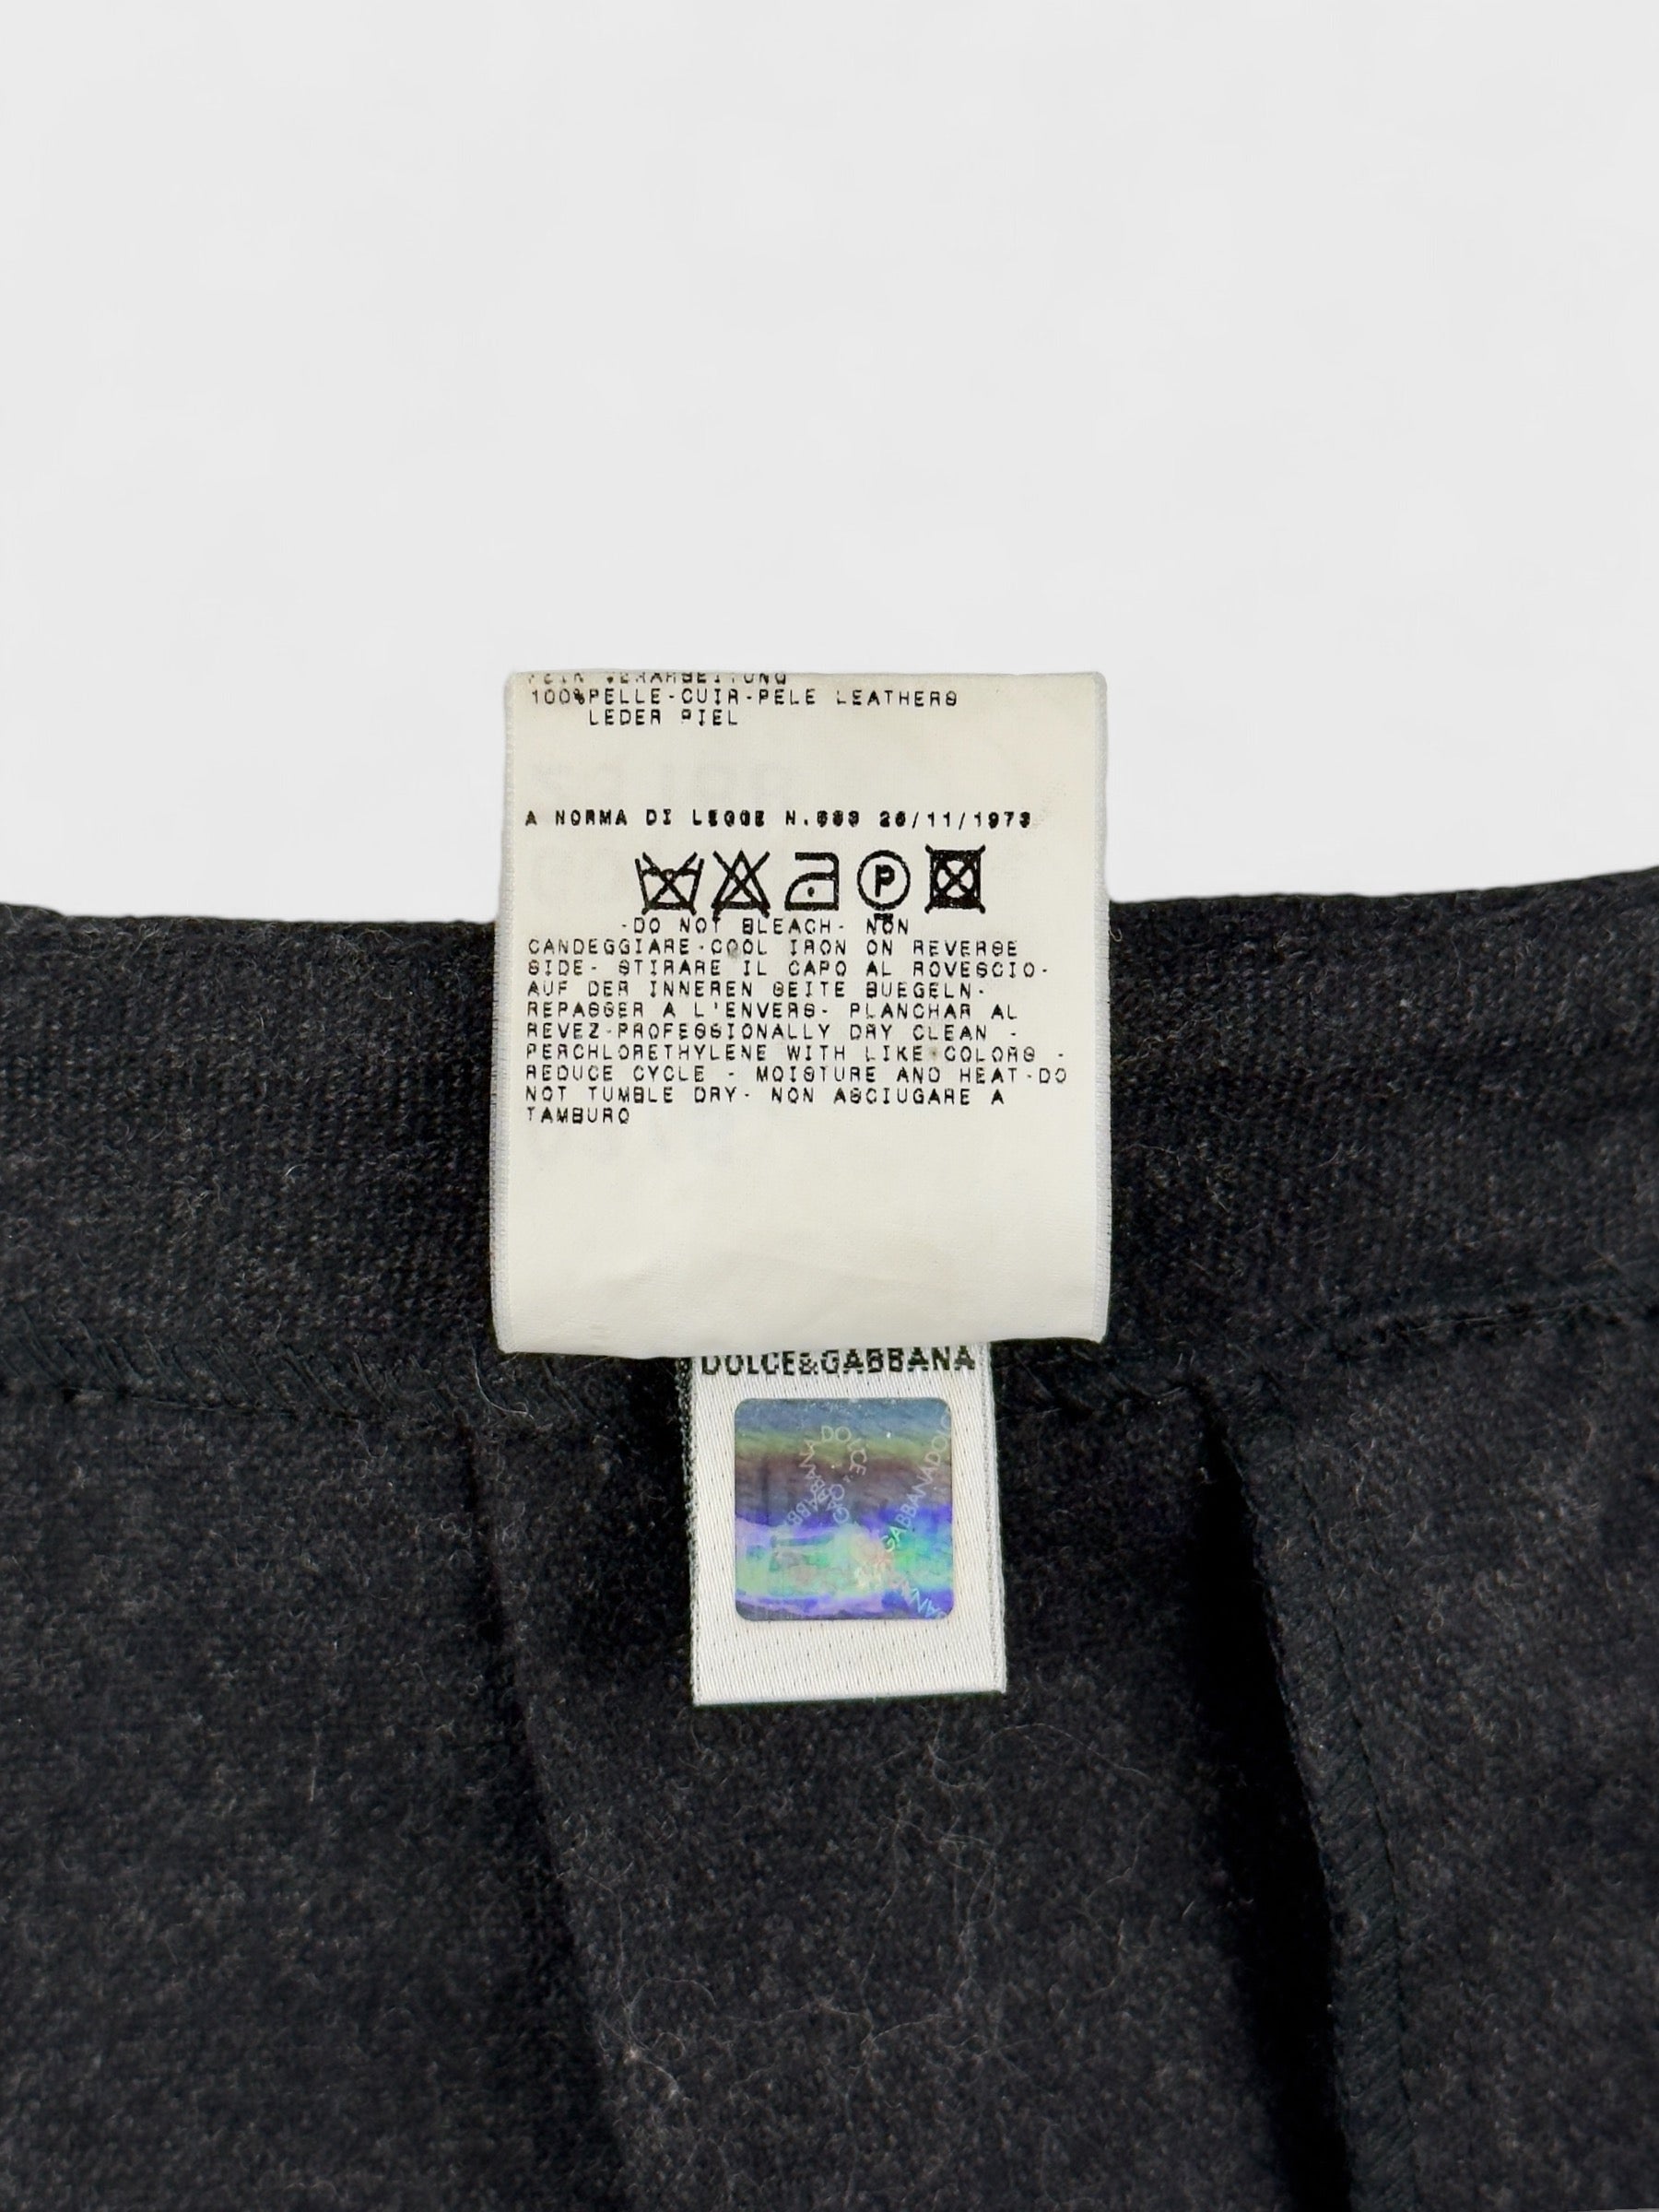 VERARBEITUNG
100%PELLE-CUIR-PELE LEATHERS
LEDER PIEL
A NORMA DI LEGGE N.883 26/11/1973
P
-DO NOT BLEACH- NON
CANDEGGIARE-COOL IRON ON REVERSE
SIDE- STIRARE IL CAPO AL ROVESCIO-
AUF DER INNEREN SEITE BUEGELN-
REPASSER A L'ENVERS- PLANCHAR AL
REVEZ-PROFESSIONALLY DRY CLEAN -
PERCHLORETHYLENE WITH LIKE COLORS -
REDUCE CYCLE - MOISTURE AND HEAT-DO
NOT TUMBLE DRY- NON ASCIUGARE A
TAMBURO
DOLCE&GABBANA
DOLCE
GABBANADOL